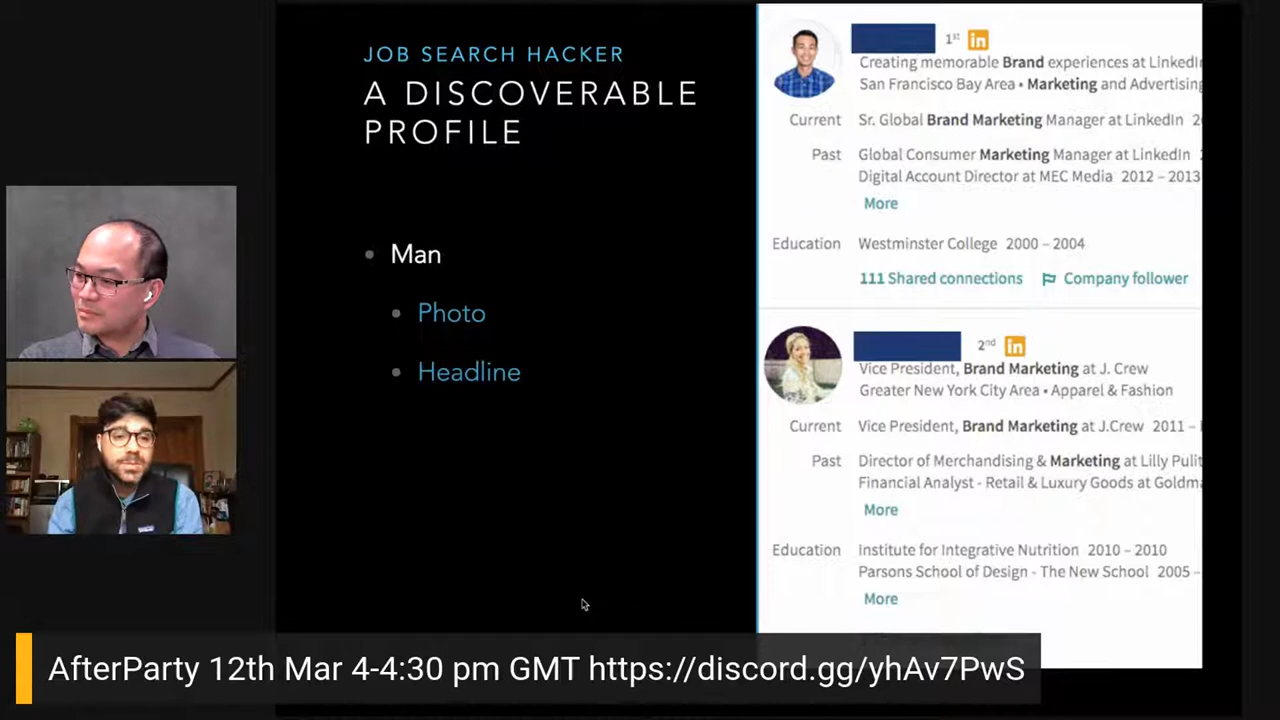 JOB SEARCH HACKER
A DISCOVERABLE
PROFILE
Man
Photo
Headline
1st in
Creating memorable Brand experiences at LinkedIn
San Francisco Bay Area • Marketing and Advertising
Current Sr. Global Brand Marketing Manager at LinkedIn
Past Global Consumer Marketing Manager at LinkedIn
Digital Account Director at MEC Media 2012 – 2013
More
Education Westminster College 2000 – 2004
111 Shared connections Company follower
2nd in
Vice President, Brand Marketing at J. Crew
Greater New York City Area • Apparel & Fashion
Current Vice President, Brand Marketing at J.Crew 2011 –
Past Director of Merchandising & Marketing at Lilly Pulit
Financial Analyst - Retail & Luxury Goods at Goldma
More
Education Institute for Integrative Nutrition 2010 – 2010
Parsons School of Design - The New School 2005 –
More
AfterParty 12th Mar 4-4:30 pm GMT https://discord.gg/yhAv7PwS